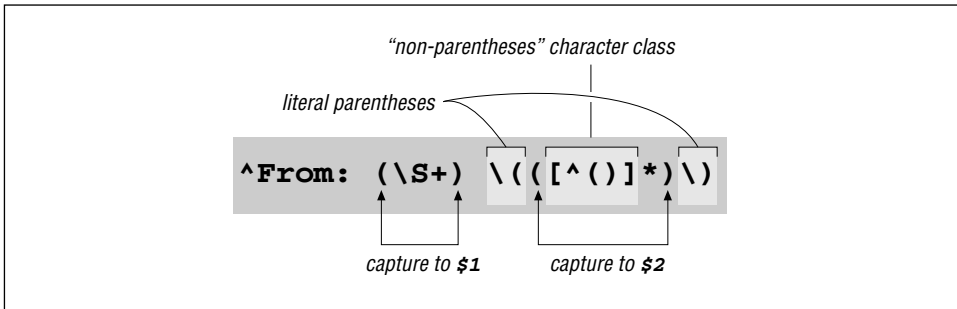 “non-parentheses” character class
literal parentheses
^From: (\S+) \(([^()]*)\)
capture to $1 capture to $2